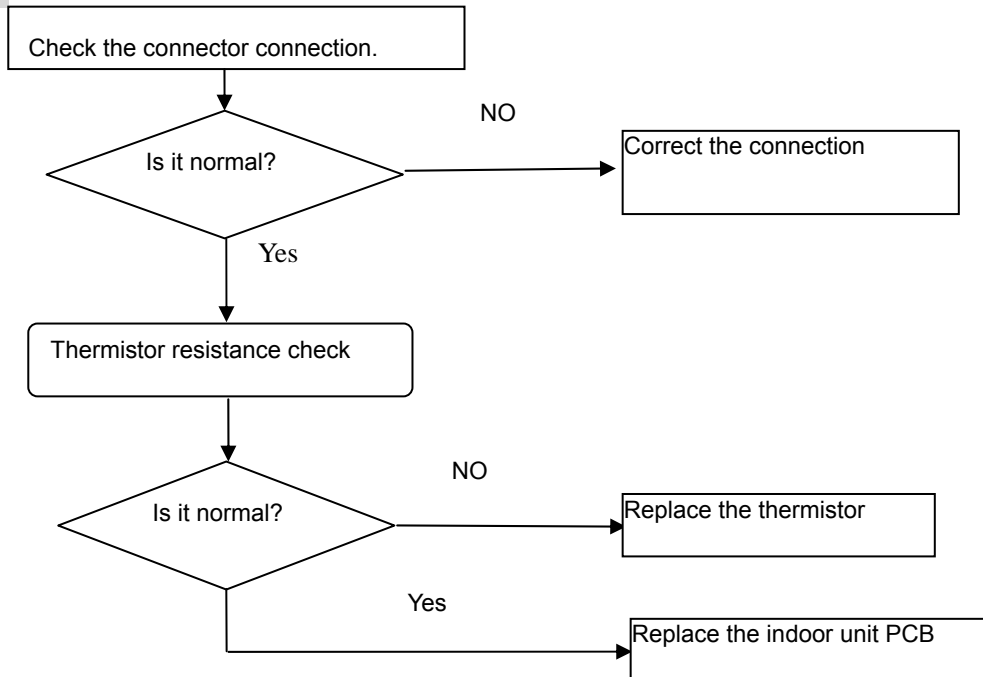 Check the connector connection.
NO
Is it normal?
Correct the connection
Yes
Thermistor resistance check
NO
Is it normal?
Replace the thermistor
Yes
Replace the indoor unit PCB